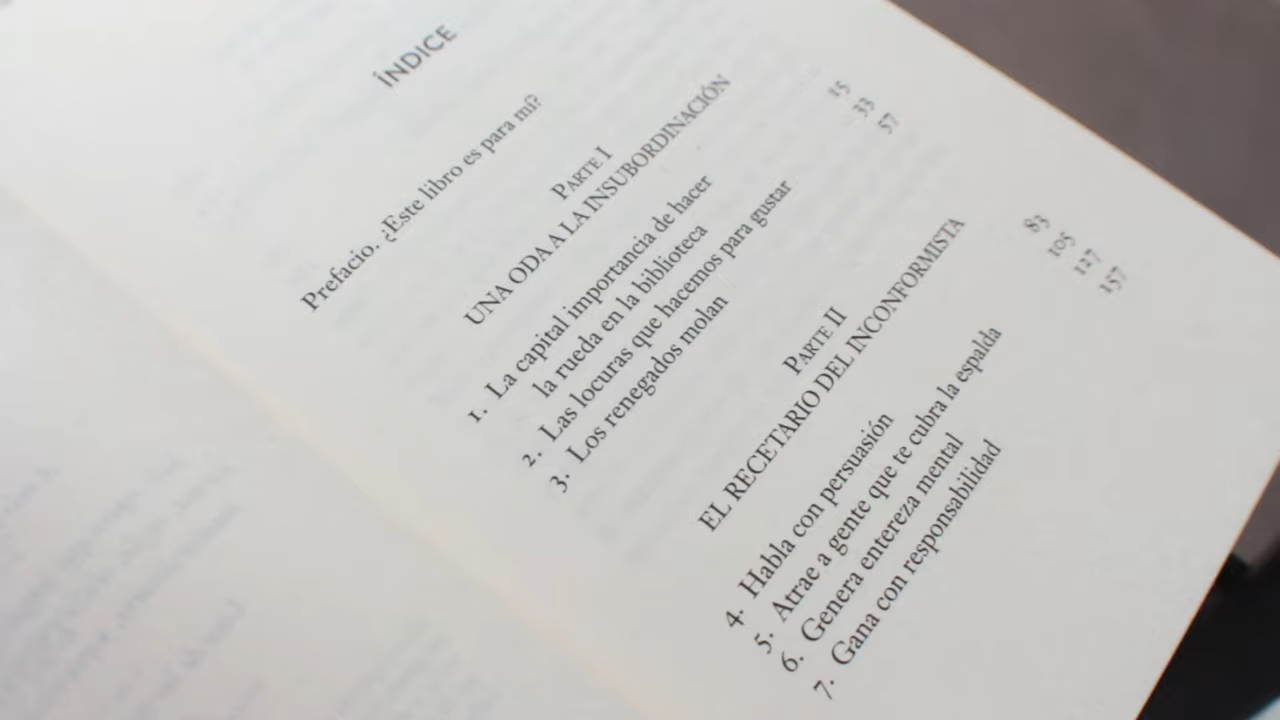 ÍNDICE
Prefacio. ¿Este libro es para mí?
PARTE I
UNA ODA A LA INSUBORDINACIÓN
1. La capital importancia de hacer
la rueda en la biblioteca 15
2. Las locuras que hacemos para gustar 33
3. Los renegados molan 57
PARTE II
EL RECETARIO DEL INCONFORMISTA
4. Habla con persuasión 83
5. Atrae a gente que te cubra la espalda 105
6. Genera entereza mental 127
7. Gana con responsabilidad 157